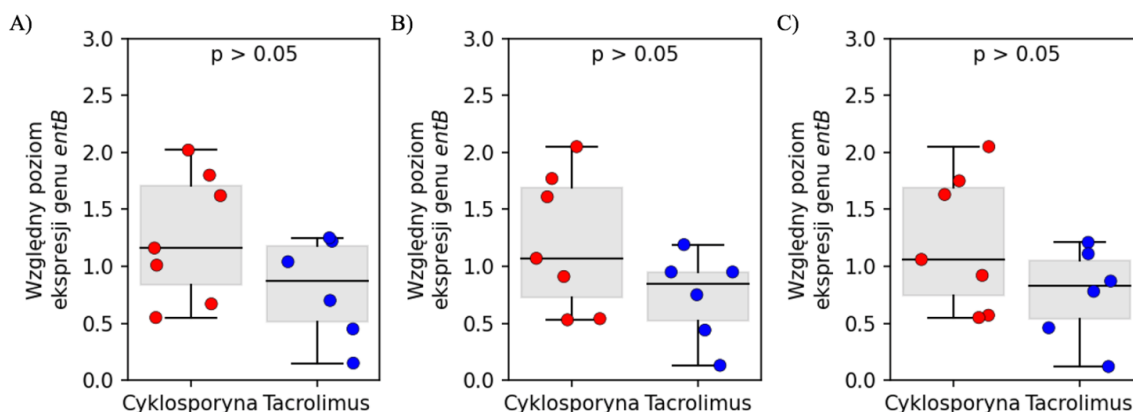 A)
Względny poziom
ekspresji genu entB
3.0
2.5
2.0
1.5
1.0
0.5
0.0
p > 0.05
Cyklosporyna Tacrolimus
B)
Względny poziom
ekspresji genu entB
3.0
2.5
2.0
1.5
1.0
0.5
0.0
p > 0.05
Cyklosporyna Tacrolimus
C)
Względny poziom
ekspresji genu entB
3.0
2.5
2.0
1.5
1.0
0.5
0.0
p > 0.05
Cyklosporyna Tacrolimus